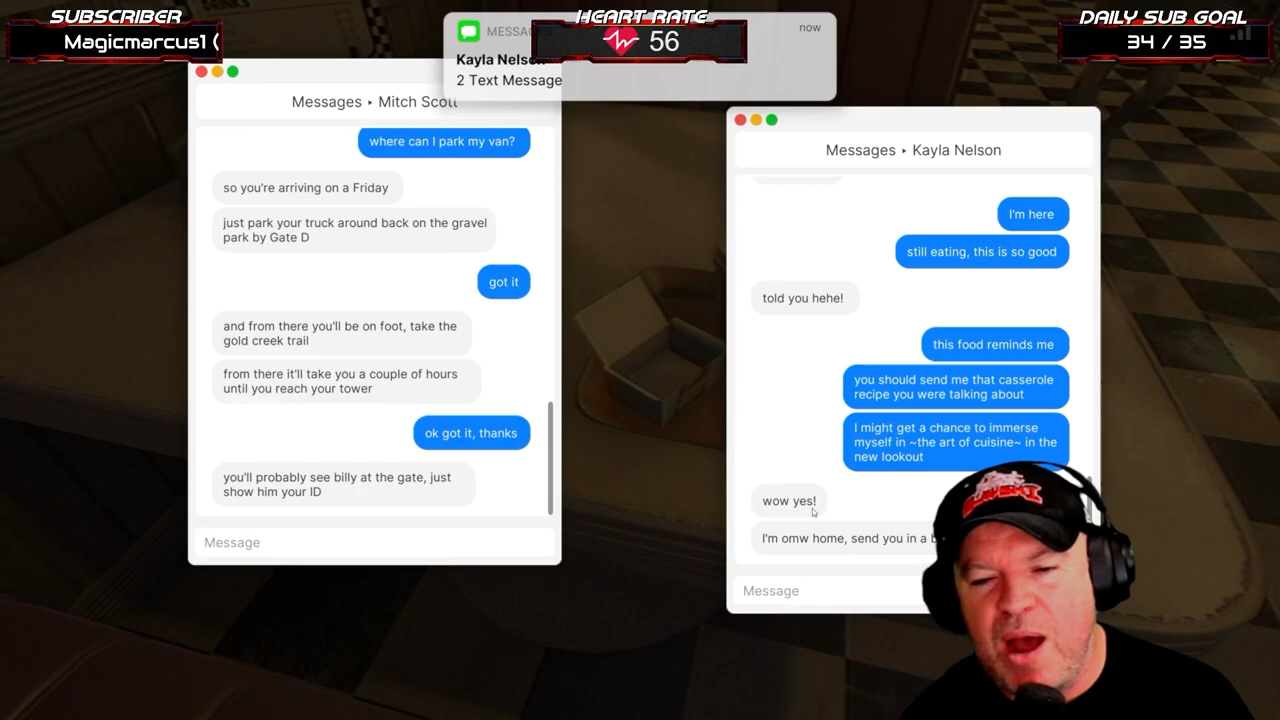 SUBSCRIBER
Magicmarcus1 (
HEART RATE
56
DAILY SUB GOAL
34 / 35
now
Kayla Nelson
2 Text Message
Messages ▸ Mitch Scott
where can I park my van?
so you're arriving on a Friday
just park your truck around back on the gravel
park by Gate D
got it
and from there you'll be on foot, take the
gold creek trail
from there it'll take you a couple of hours
until you reach your tower
ok got it, thanks
you'll probably see billy at the gate, just
show him your ID
Message
Messages ▸ Kayla Nelson
I'm here
still eating, this is so good
told you hehe!
this food reminds me
you should send me that casserole
recipe you were talking about
I might get a chance to immerse
myself in ~the art of cuisine~ in the
new lookout
wow yes!
I'm omw home, send you in a
Message